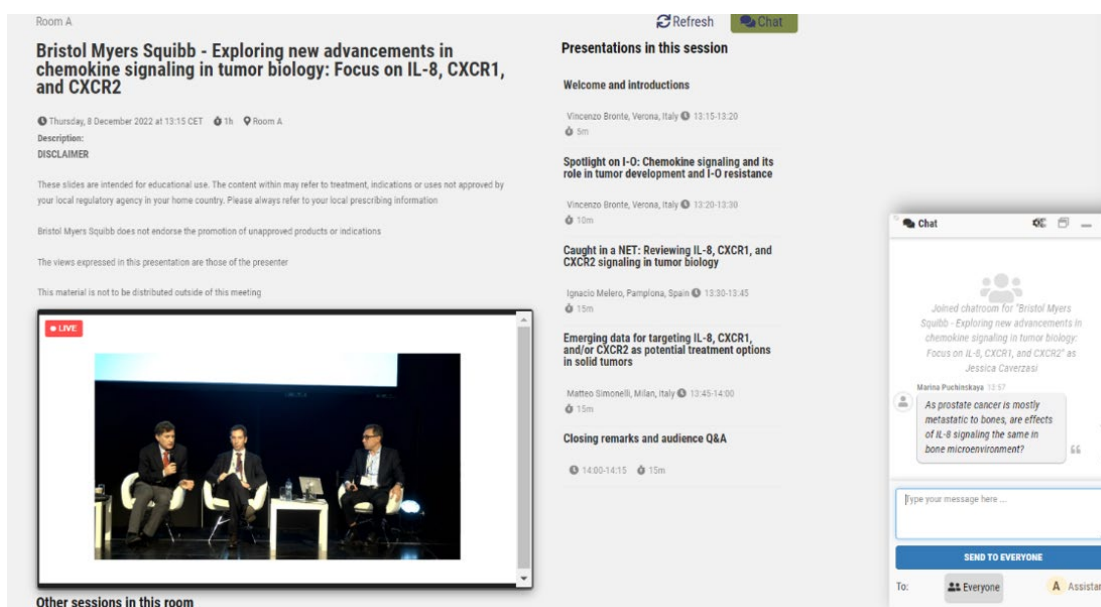 Room A
Refresh
Chat
Bristol Myers Squibb - Exploring new advancements in
chemokine signaling in tumor biology: Focus on IL-8, CXCR1,
and CXCR2
Thursday, 8 December 2022 at 13:15 CET 1h Room A
Description:
DISCLAIMER
These slides are intended for educational use. The content within may refer to treatment, indications or uses not approved by
your local regulatory agency in your home country. Please always refer to your local prescribing information
Bristol Myers Squibb does not endorse the promotion of unapproved products or indications
The views expressed in this presentation are those of the presenter
This material is not to be distributed outside of this meeting
LIVE
Other sessions in this room
Presentations in this session
Welcome and introductions
Vincenzo Bronte, Verona, Italy 13:15-13:20
5m
Spotlight on I-O: Chemokine signaling and its
role in tumor development and I-O resistance
Vincenzo Bronte, Verona, Italy 13:20-13:30
10m
Caught in a NET: Reviewing IL-8, CXCR1, and
CXCR2 signaling in tumor biology
Ignacio Melero, Pamplona, Spain 13:30-13:45
15m
Emerging data for targeting IL-8, CXCR1,
and/or CXCR2 as potential treatment options
in solid tumors
Matteo Simonelli, Milan, Italy 13:45-14:00
15m
Closing remarks and audience Q&A
14:00-14:15 15m
Chat
Joined chatroom for "Bristol Myers
Squibb - Exploring new advancements in
chemokine signaling in tumor biology:
Focus on IL-8, CXCR1, and CXCR2" as
Jessica Caverzasi
Marina Puchinskaya 13:57
As prostate cancer is mostly
metastatic to bones, are effects
of IL-8 signaling the same in
bone microenvironment?
Type your message here ...
SEND TO EVERYONE
To: Everyone A Assistan